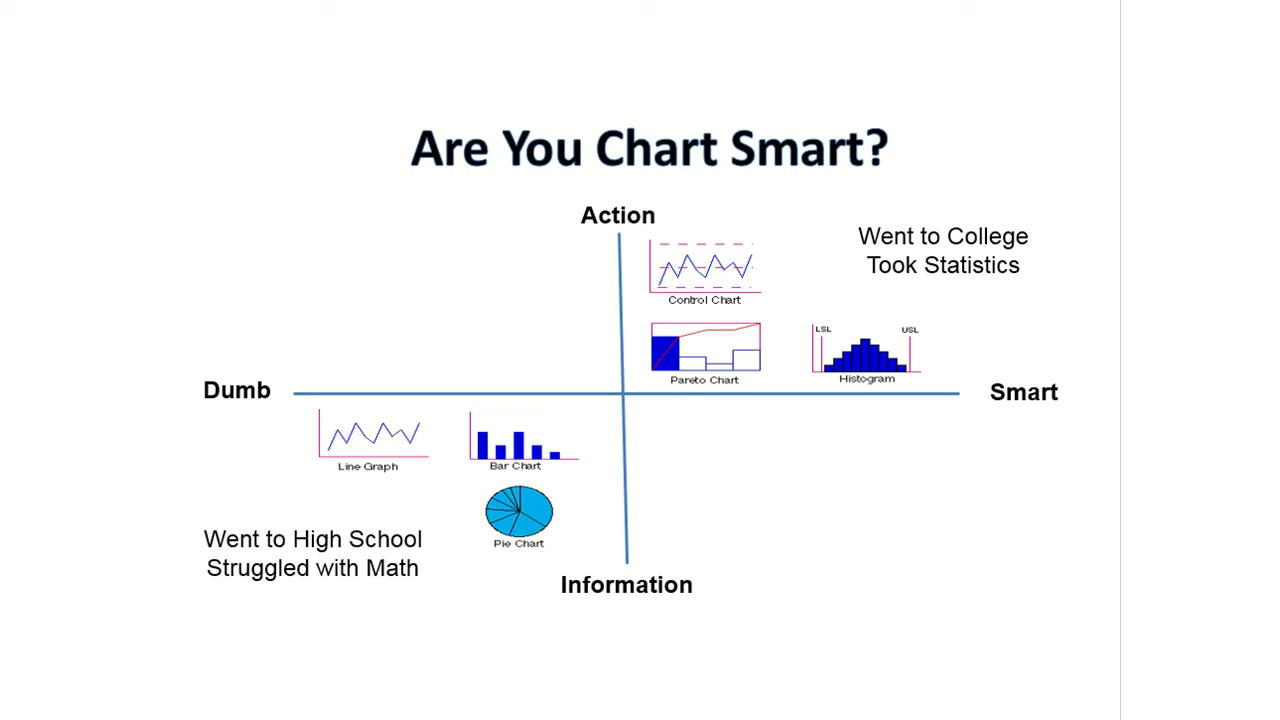 Are You Chart Smart?
Action
Went to College
Took Statistics
Control Chart
LSL
USL
Pareto Chart
Histogram
Dumb
Smart
Line Graph
Bar Chart
Pie Chart
Went to High School
Struggled with Math
Information